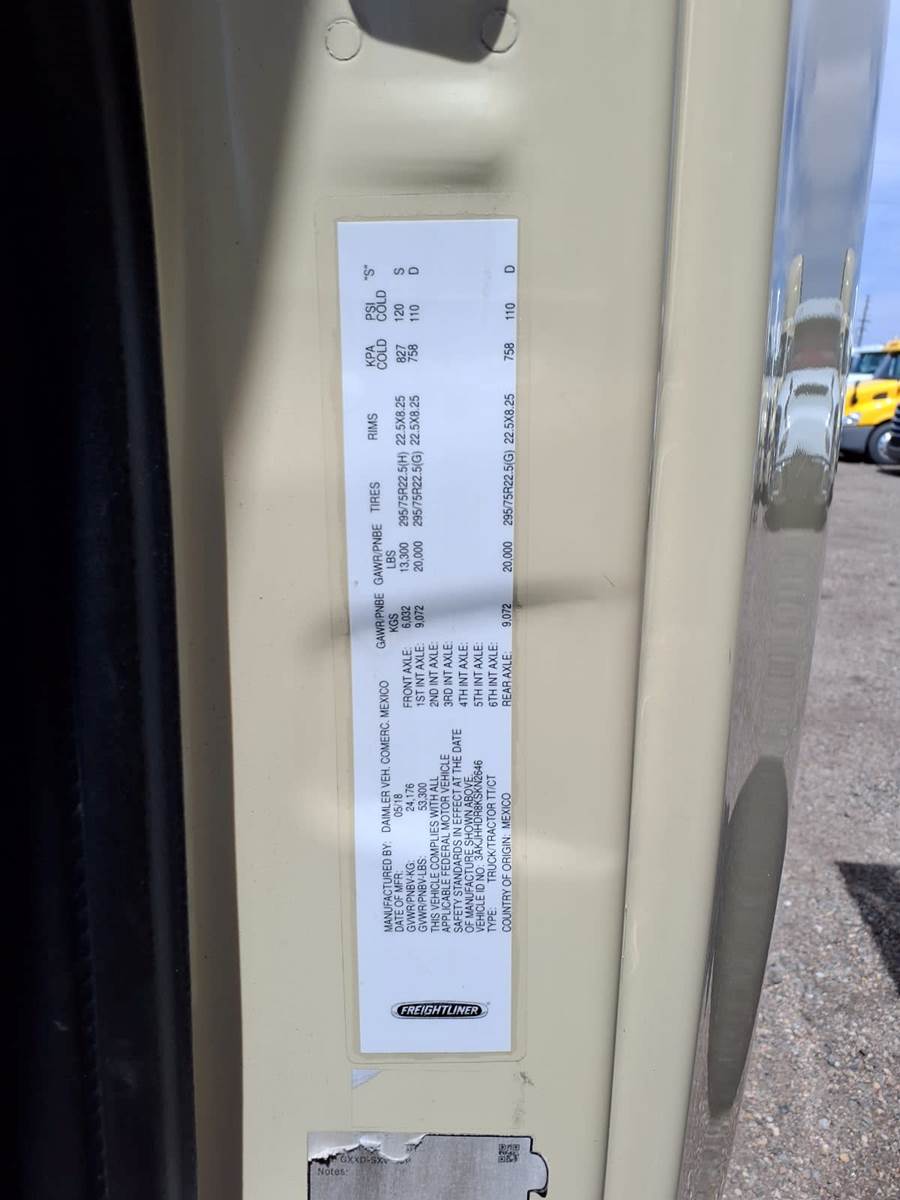 FREIGHTLINER
MANUFACTURED BY: DAIMLER VEH. COMERC. MEXICO
DATE OF MFR: 05/18
GVWR/PNBV-KG: 24,176
GVWR/PNBV-LBS: 53,300
THIS VEHICLE COMPLIES WITH ALL
APPLICABLE FEDERAL MOTOR VEHICLE
SAFETY STANDARDS IN EFFECT AT THE DATE
OF MANUFACTURE SHOWN ABOVE.
VEHICLE ID NO: 3AKJHHDR8KSKN2646
TYPE: TRUCK/TRACTOR TT/CT
COUNTRY OF ORIGIN: MEXICO
GAWR/PNBE GAWR/PNBE TIRES RIMS KPA PSI "S"
KGS LBS COLD COLD
FRONT AXLE: 6,032 13,300 295/75R22.5(H) 22.5X8.25 827 120 S
1ST INT AXLE: 9,072 20,000 295/75R22.5(G) 22.5X8.25 758 110 D
2ND INT AXLE:
3RD INT AXLE:
4TH INT AXLE:
5TH INT AXLE:
6TH INT AXLE:
REAR AXLE: 9,072 20,000 295/75R22.5(G) 22.5X8.25 758 110 D
Notes: